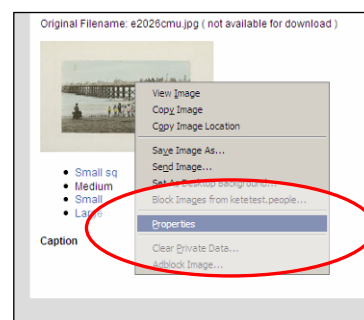 Original Filename: e2026cmu.jpg ( not available for download )
View Image
Copy Image
Copy Image Location
Save Image As...
Send Image...
Set As Desktop Background...
Block Images from ketetest.people...
Properties
Clear Private Data...
Adblock Image...
Small sq
Medium
Small
Large
Caption